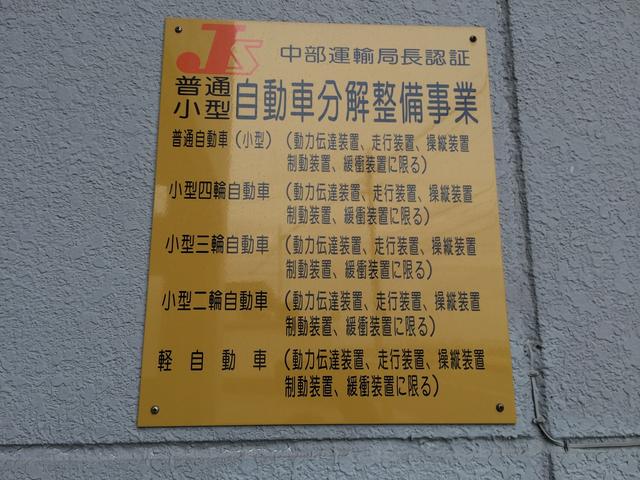 JS 中部運輸局長認証
普通
小型 自動車分解整備事業
普通自動車(小型) (動力伝達装置、走行装置、操縦装置
制動装置、緩衝装置に限る)
小型四輪自動車 (動力伝達装置、走行装置、操縦装置
制動装置、緩衝装置に限る)
小型三輪自動車 (動力伝達装置、走行装置、操縦装置
制動装置、緩衝装置に限る)
小型二輪自動車 (動力伝達装置、走行装置、操縦装置
制動装置、緩衝装置に限る)
軽自動車 (動力伝達装置、走行装置、操縦装置
制動装置、緩衝装置に限る)